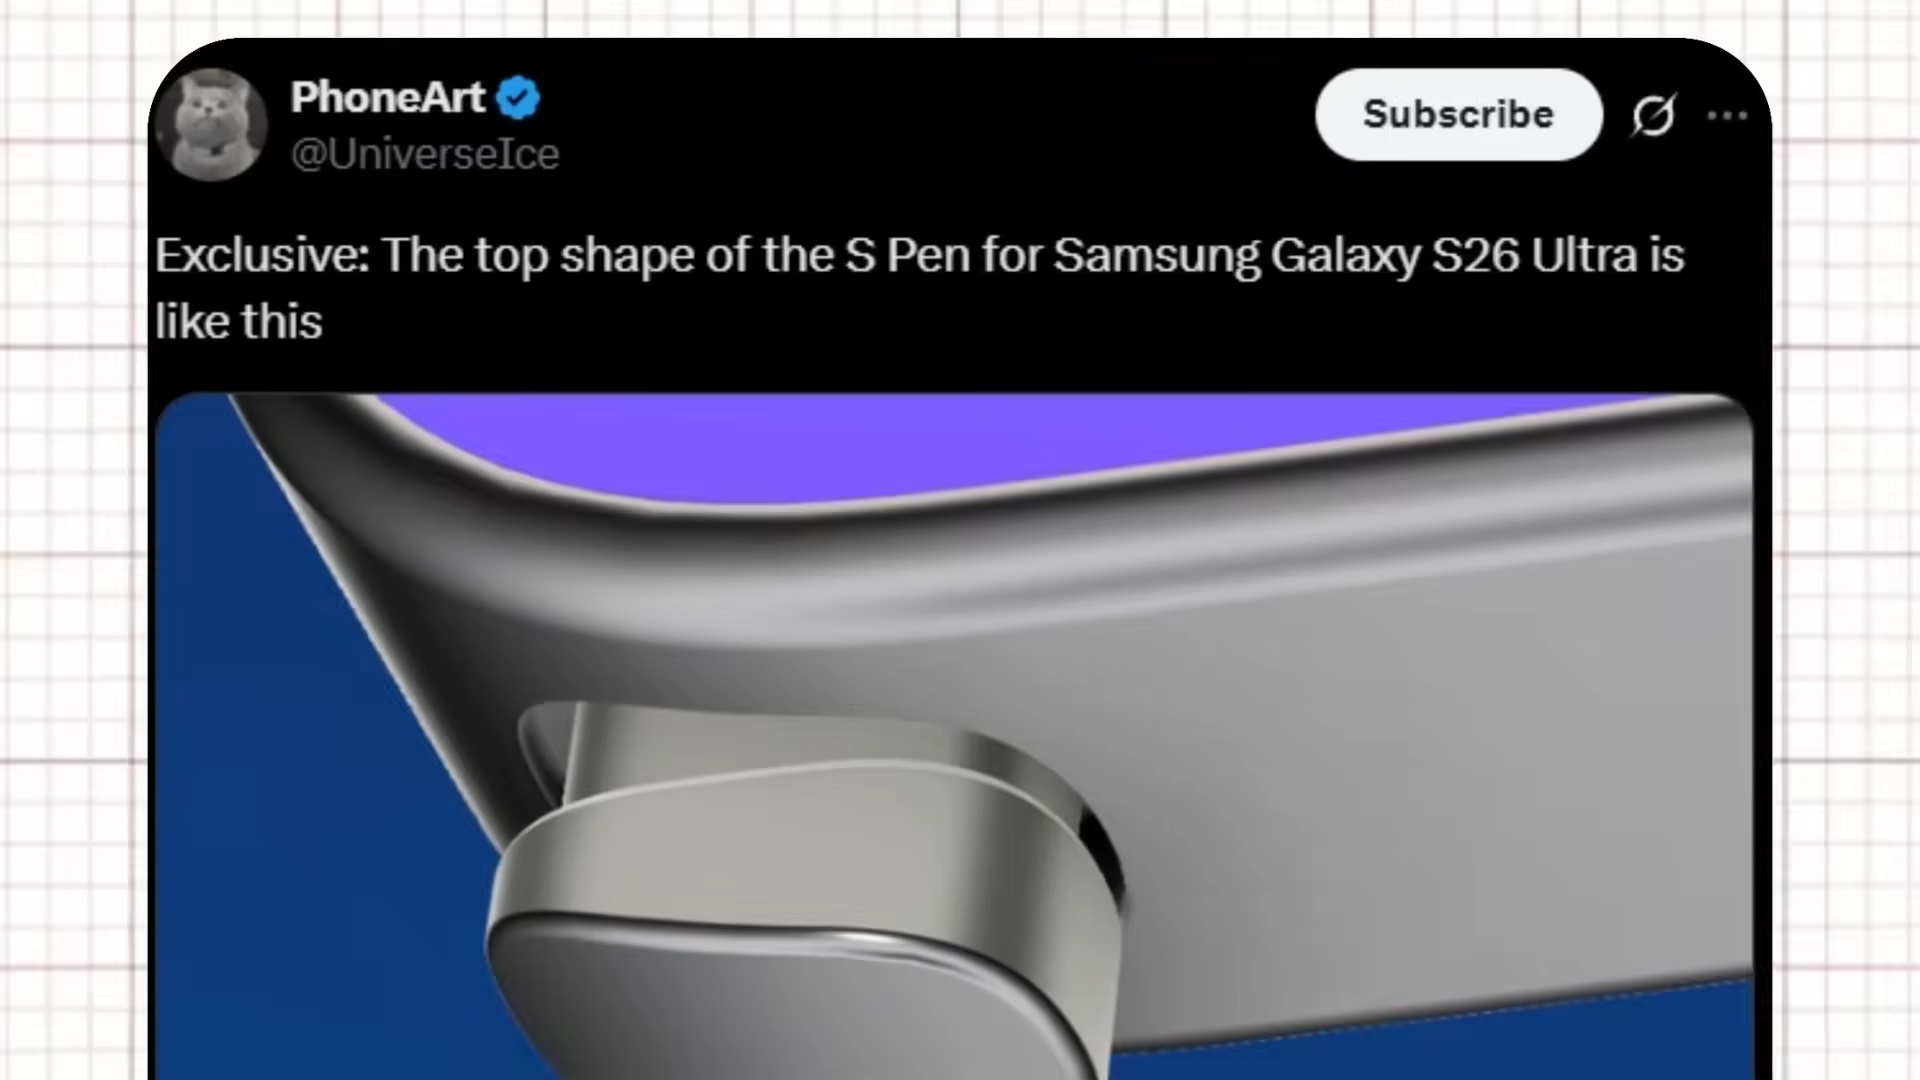 PhoneArt
@UniverseIce
Subscribe
Exclusive: The top shape of the S Pen for Samsung Galaxy S26 Ultra is
like this